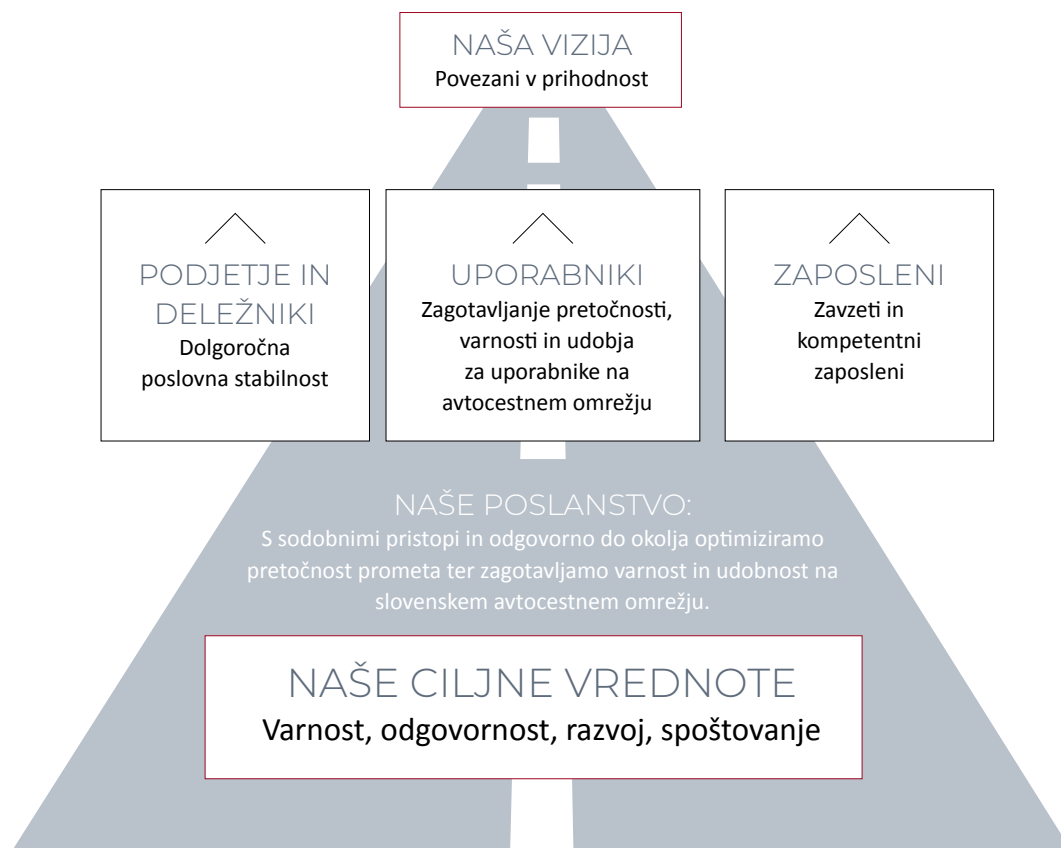 NAŠA VIZIJA
Povezani v prihodnost
PODJETJE IN
DELEŽNIKI
Dolgoročna
poslovna stabilnost
UPORABNIKI
Zagotavljanje pretočnosti,
varnosti in udobja
za uporabnike na
avtocestnem omrežju
ZAPOSLENI
Zavzeti in
kompetentni
zaposleni
NAŠE POSLANSTVO:
S sodobnimi pristopi in odgovorno do okolja optimiziramo
pretočnost prometa ter zagotavljamo varnost in udobnost na
slovenskem avtocestnem omrežju.
NAŠE CILJNE VREDNOTE
Varnost, odgovornost, razvoj, spoštovanje